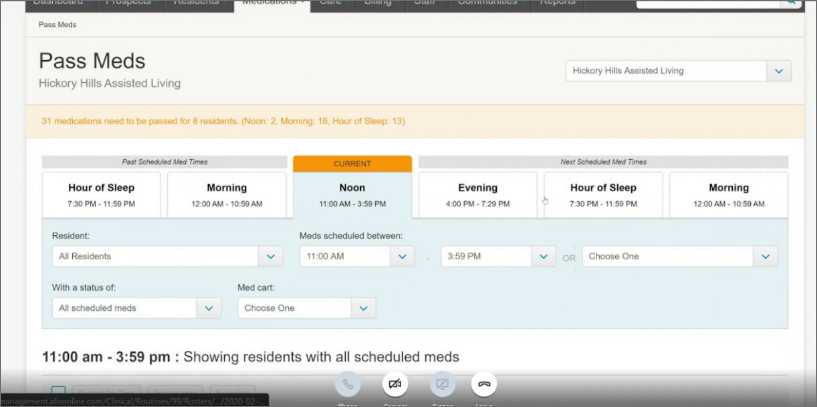 Dashboard Prospects Residents Medications Care Billing Staff Communities Reports
Pass Meds
Pass Meds
Hickory Hills Assisted Living
Hickory Hills Assisted Living
31 medications need to be passed for 8 residents. (Noon: 2, Morning: 16, Hour of Sleep: 13)
Past Scheduled Med Times CURRENT Next Scheduled Med Times
Hour of Sleep Morning Noon Evening Hour of Sleep Morning
7:30 PM - 11:59 PM 12:00 AM - 10:59 AM 11:00 AM - 3:59 PM 4:00 PM - 7:29 PM 7:30 PM - 11:59 PM 12:00 AM - 10:59 AM
Resident: Meds scheduled between:
All Residents 11:00 AM - 3:59 PM OR Choose One
With a status of: Med cart:
All scheduled meds Choose One
11:00 am - 3:59 pm : Showing residents with all scheduled meds
management.alisonline.com/Clinical/Routines/99/Rosters/.../2020-02-...